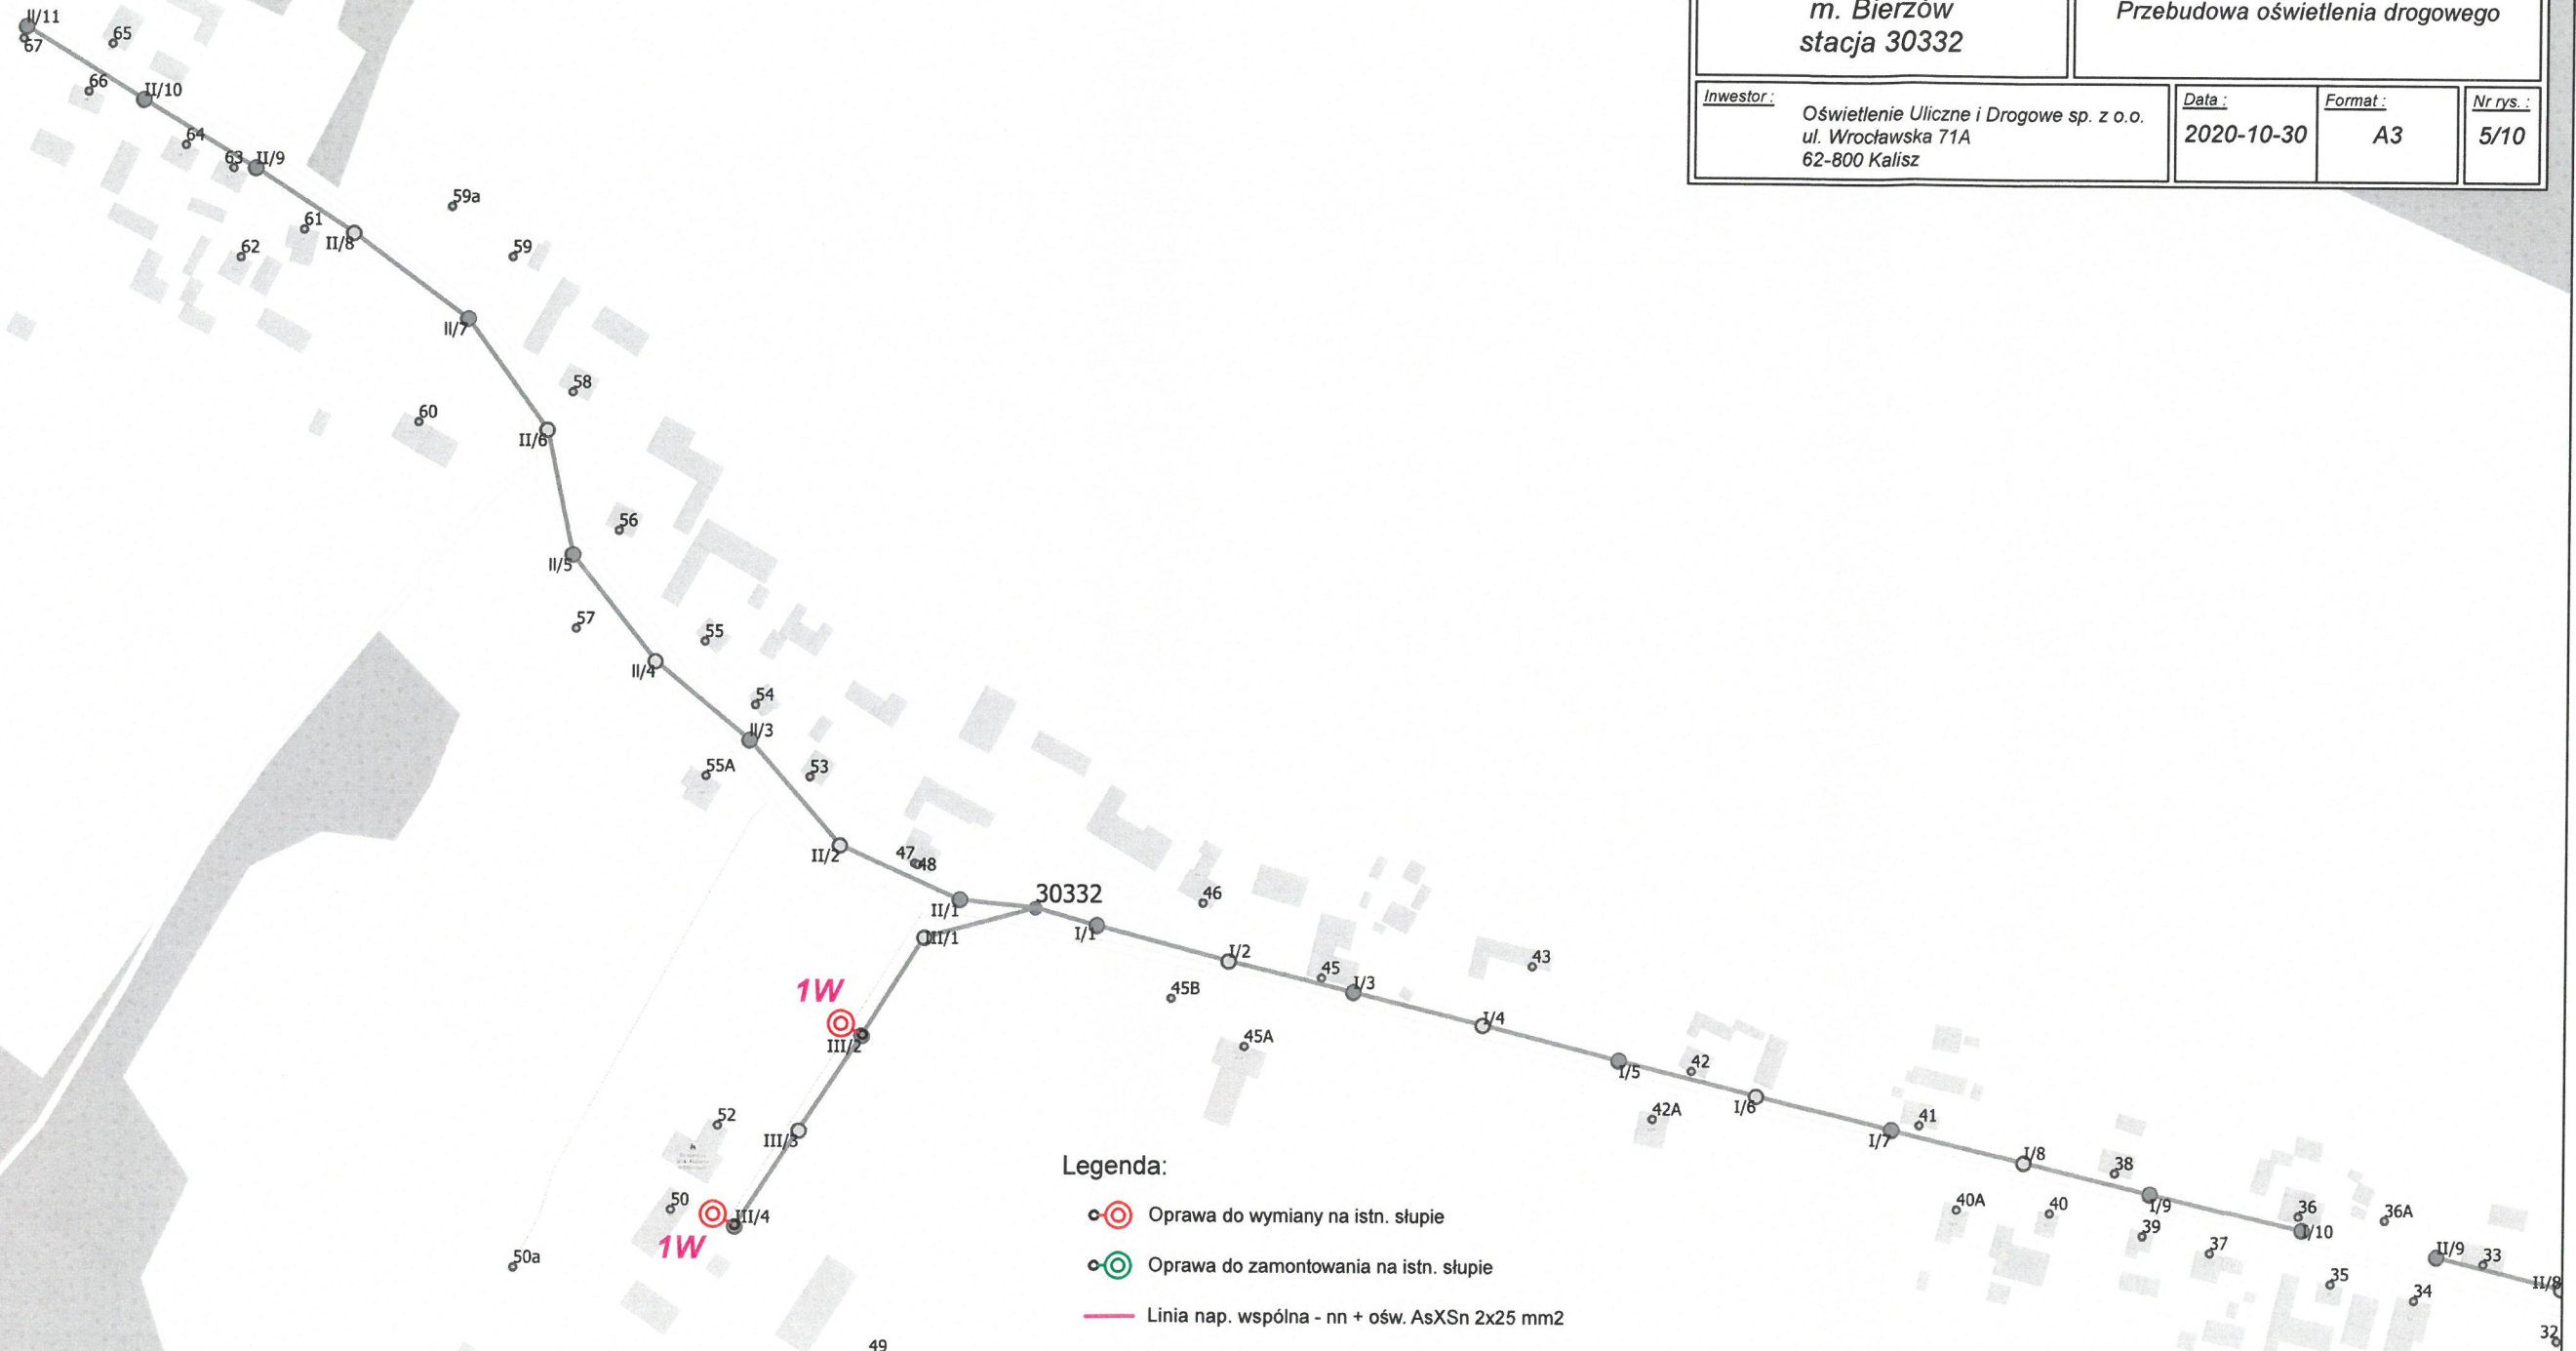 m. Bierzów
stacja 30332
Przebudowa oświetlenia drogowego
Inwestor :
Oświetlenie Uliczne i Drogowe sp. z o.o.
ul. Wrocławska 71A
62-800 Kalisz
Data :
2020-10-30
Format :
A3
Nr rys. :
5/10
II/11
67
65
66
II/10
64
63
II/9
59a
61
II/8
62
59
II/7
58
60
II/6
56
II/5
57
55
II/4
54
II/3
55A
53
II/2
47
48
30332
46
II/1
III/1
I/1
I/2
45
I/3
43
1W
45B
I/4
III/2
45A
I/5
42
I/6
42A
52
III/3
41
I/7
I/8
38
50
III/4
1W
50a
49
40A
40
I/9
39
37
36
I/10
36A
II/9
33
II/8
35
34
32
Legenda:
Oprawa do wymiany na istn. słupie
Oprawa do zamontowania na istn. słupie
Linia nap. wspólna - nn + ośw. AsXSn 2x25 mm2